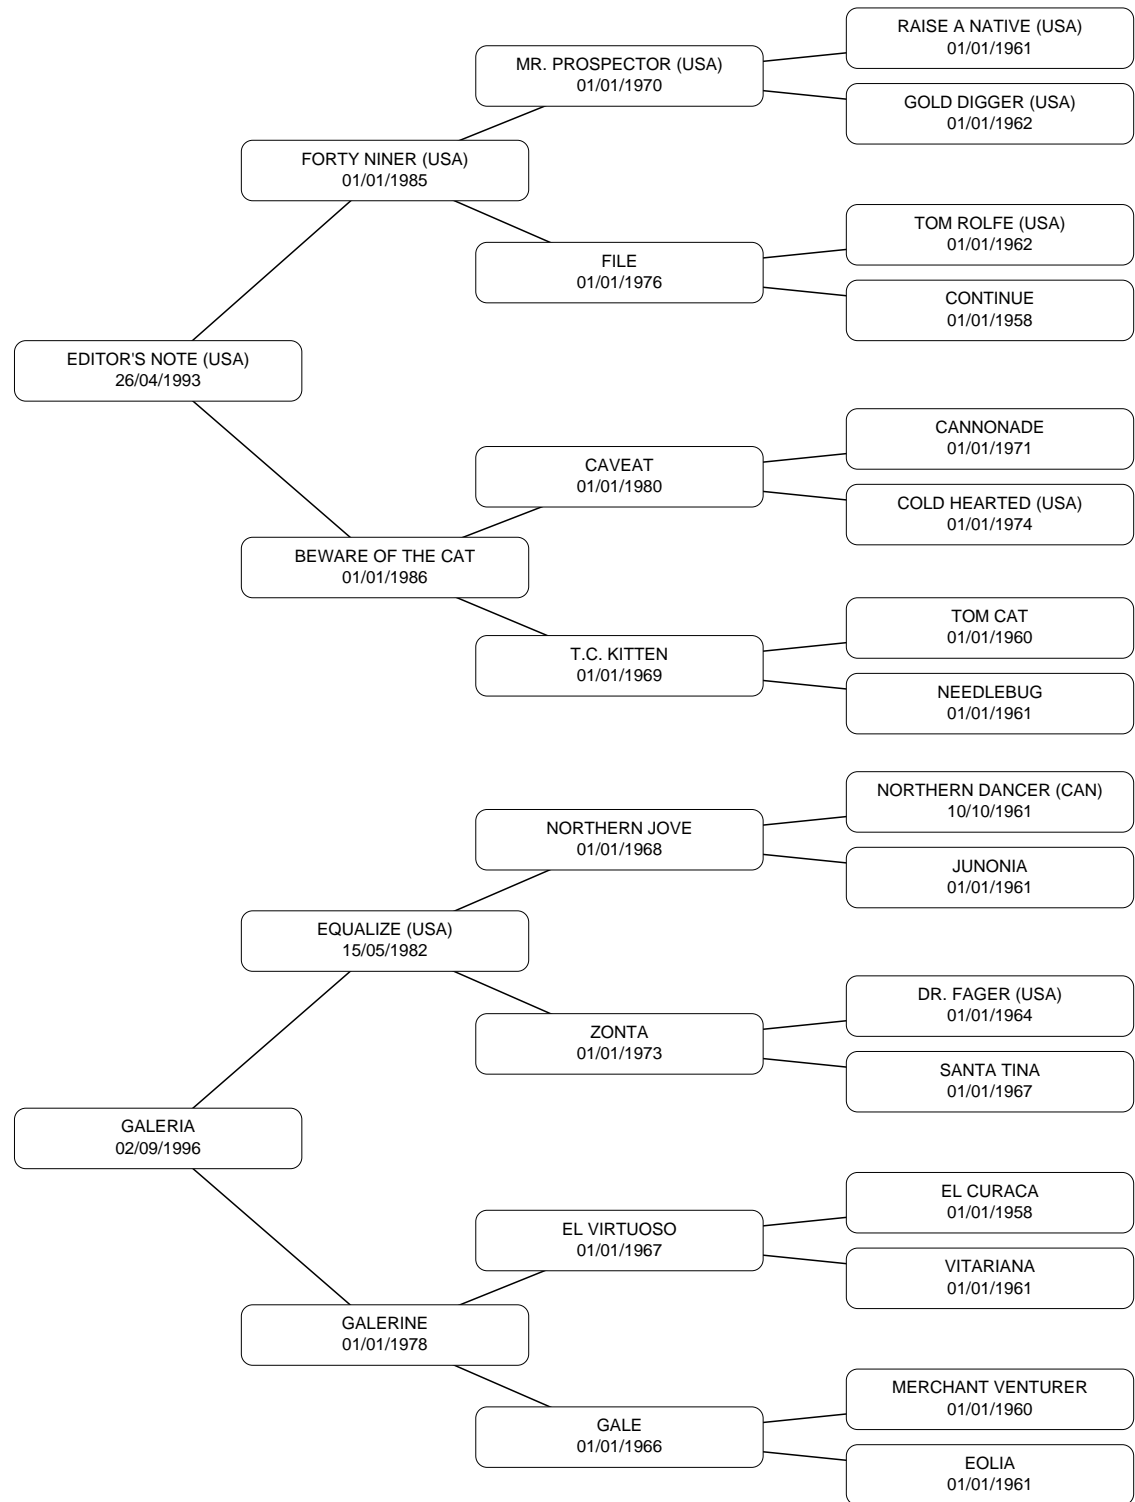 RAISE A NATIVE (USA)
01/01/1961
MR. PROSPECTOR (USA)
01/01/1970
GOLD DIGGER (USA)
01/01/1962
FORTY NINER (USA)
01/01/1985
TOM ROLFE (USA)
01/01/1962
FILE
01/01/1976
CONTINUE
01/01/1958
EDITOR'S NOTE (USA)
26/04/1993
CANNONADE
01/01/1971
CAVEAT
01/01/1980
COLD HEARTED (USA)
01/01/1974
BEWARE OF THE CAT
01/01/1986
TOM CAT
01/01/1960
T.C. KITTEN
01/01/1969
NEEDLEBUG
01/01/1961
NORTHERN DANCER (CAN)
10/10/1961
NORTHERN JOVE
01/01/1968
JUNONIA
01/01/1961
EQUALIZE (USA)
15/05/1982
DR. FAGER (USA)
01/01/1964
ZONTA
01/01/1973
SANTA TINA
01/01/1967
GALERIA
02/09/1996
EL CURACA
01/01/1958
EL VIRTUOSO
01/01/1967
VITARIANA
01/01/1961
GALERINE
01/01/1978
MERCHANT VENTURER
01/01/1960
GALE
01/01/1966
EOLIA
01/01/1961